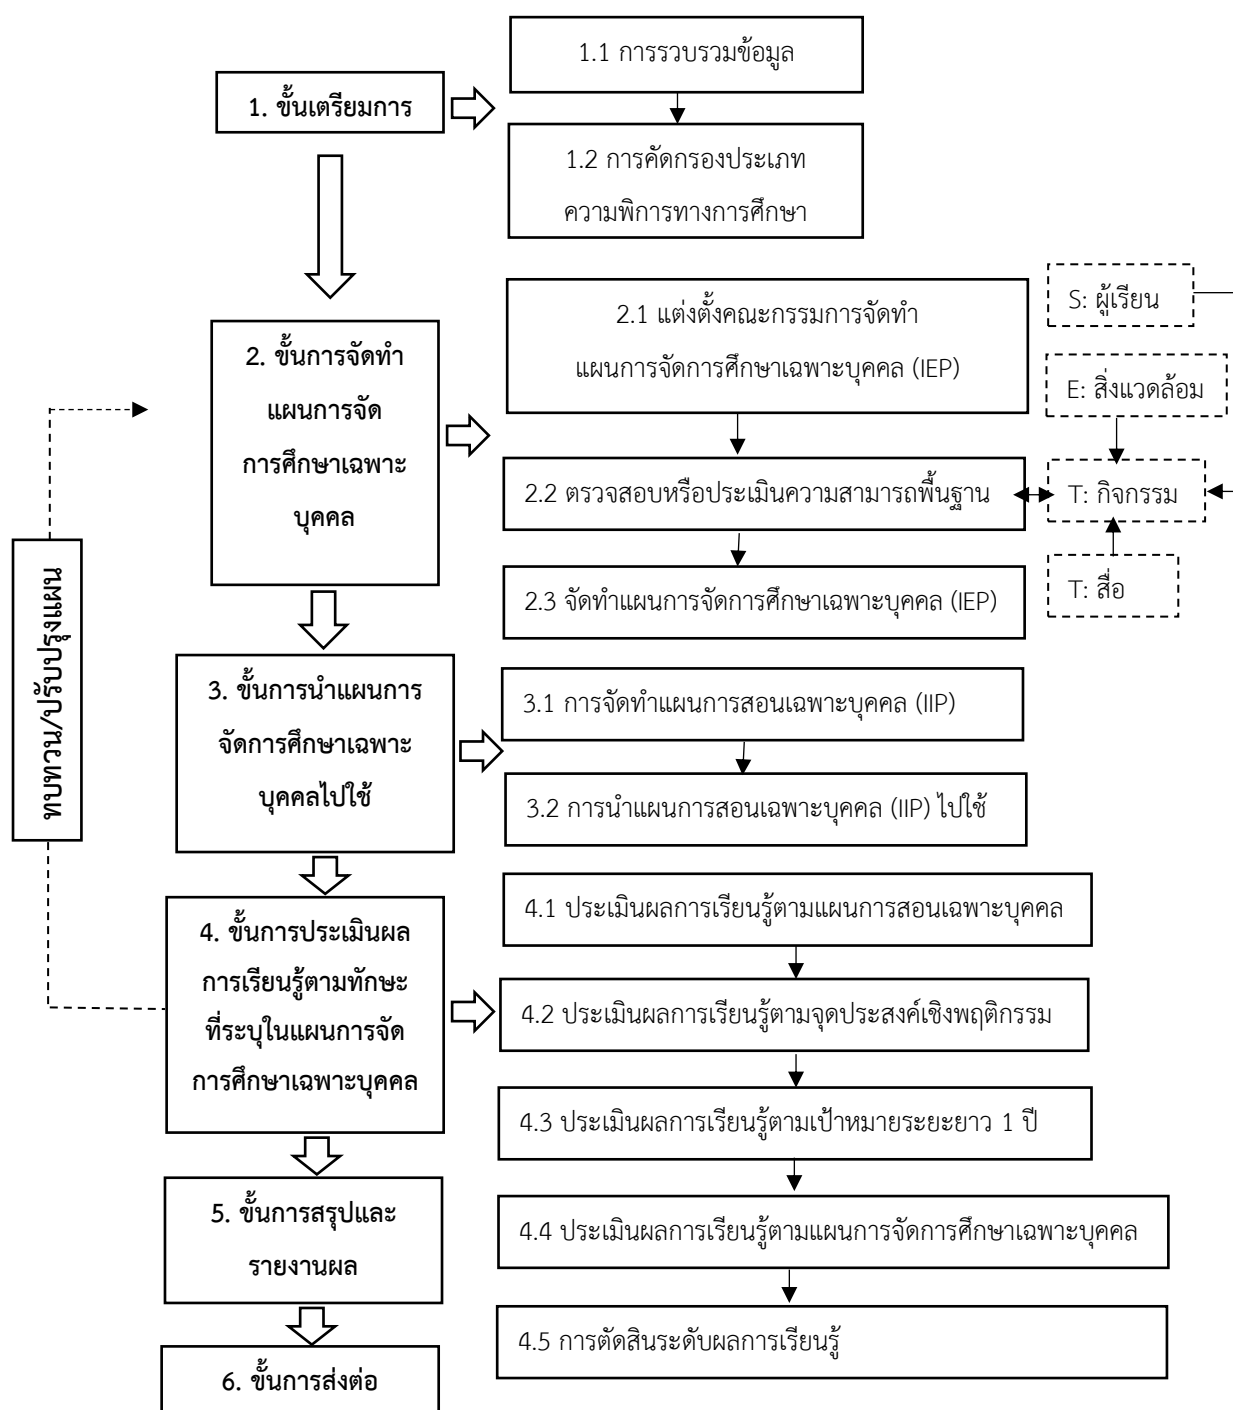 1. ขั้นเตรียมการ
1.1 การรวบรวมข้อมูล
1.2 การคัดกรองประเภท
ความพิการทางการศึกษา
2. ขั้นการจัดทำ
แผนการจัด
การศึกษาเฉพาะ
บุคคล
2.1 แต่งตั้งคณะกรรมการจัดทำ
แผนการจัดการศึกษาเฉพาะบุคคล (IEP)
2.2 ตรวจสอบหรือประเมินความสามารถพื้นฐาน
2.3 จัดทำแผนการจัดการศึกษาเฉพาะบุคคล (IEP)
S: ผู้เรียน
E: สิ่งแวดล้อม
T: กิจกรรม
T: สื่อ
ทบทวน/ปรับปรุงแผน
3. ขั้นการนำแผนการ
จัดการศึกษาเฉพาะ
บุคคลไปใช้
3.1 การจัดทำแผนการสอนเฉพาะบุคคล (IIP)
3.2 การนำแผนการสอนเฉพาะบุคคล (IIP) ไปใช้
4. ขั้นการประเมินผล
การเรียนรู้ตามทักษะ
ที่ระบุในแผนการจัด
การศึกษาเฉพาะบุคคล
4.1 ประเมินผลการเรียนรู้ตามแผนการสอนเฉพาะบุคคล
4.2 ประเมินผลการเรียนรู้ตามจุดประสงค์เชิงพฤติกรรม
4.3 ประเมินผลการเรียนรู้ตามเป้าหมายระยะยาว 1 ปี
4.4 ประเมินผลการเรียนรู้ตามแผนการจัดการศึกษาเฉพาะบุคคล
4.5 การตัดสินระดับผลการเรียนรู้
5. ขั้นการสรุปและ
รายงานผล
6. ขั้นการส่งต่อ